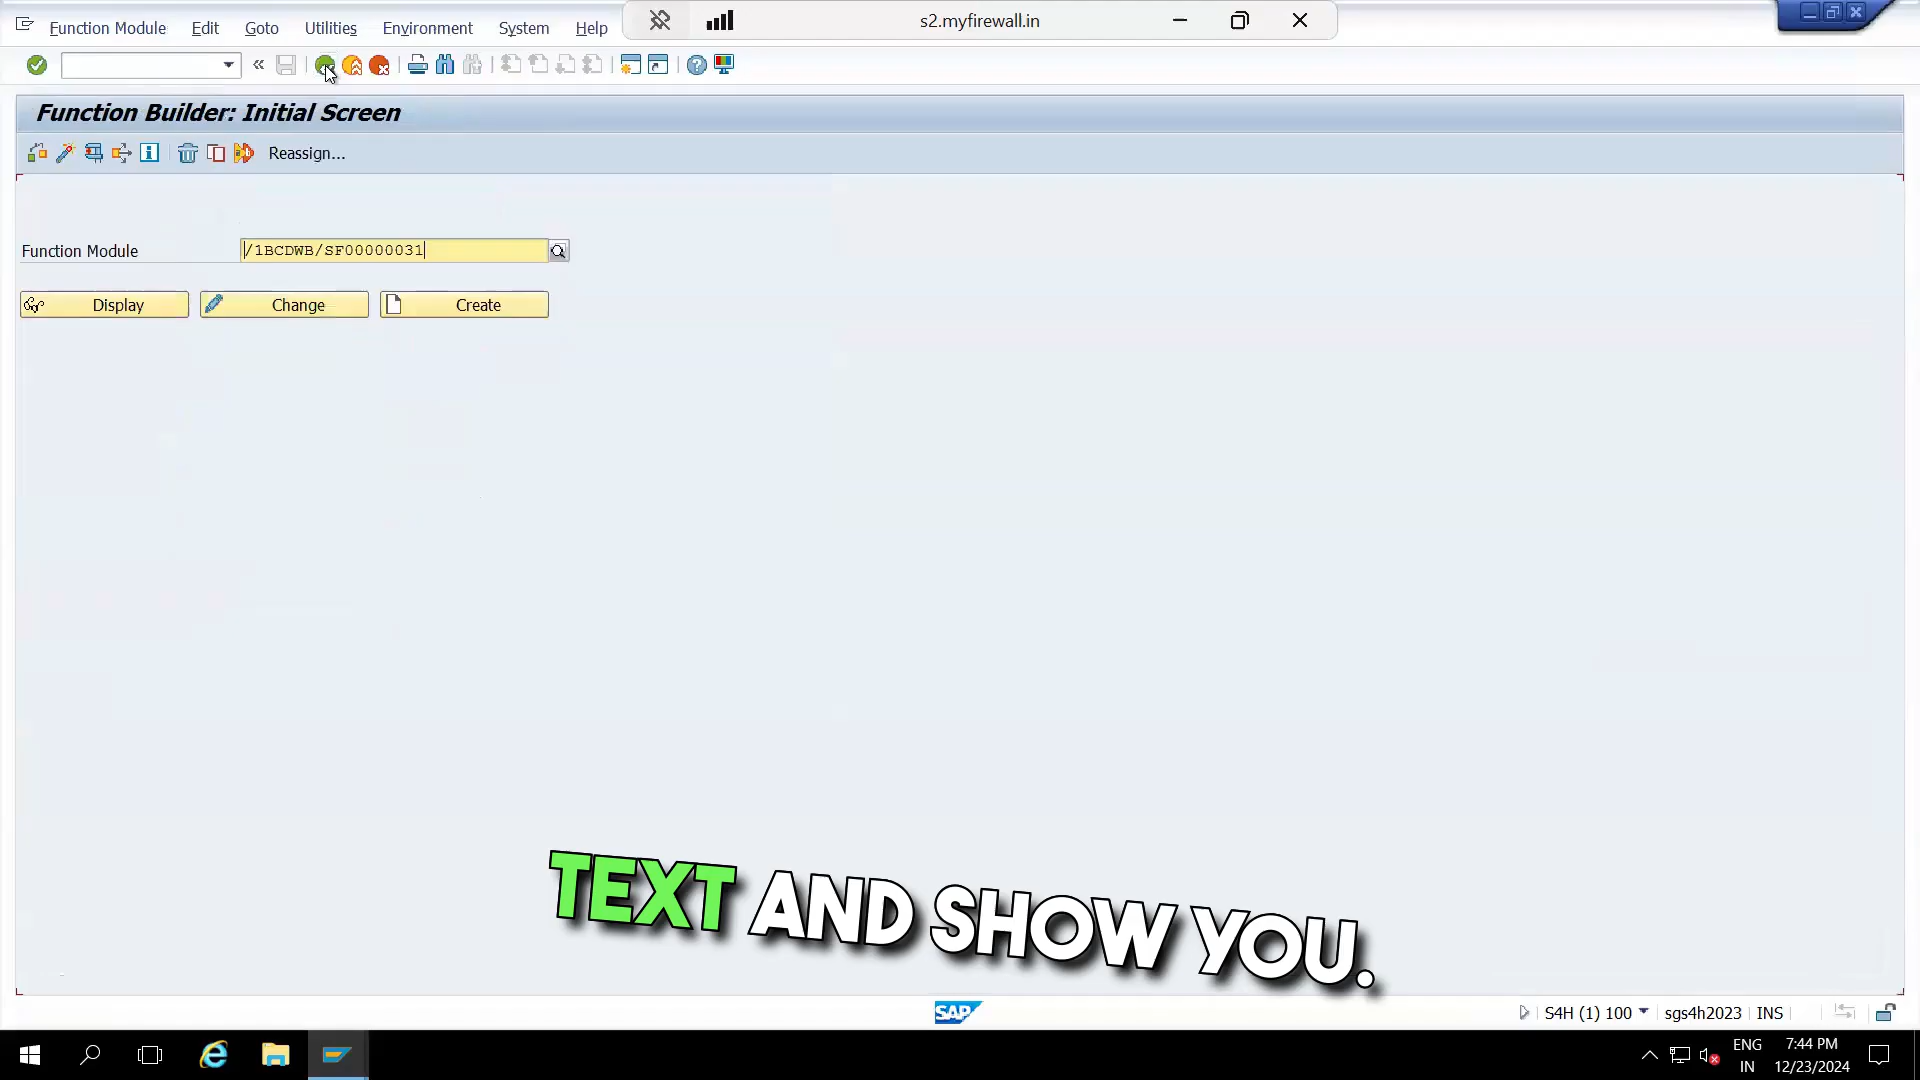 Function Module Edit Goto Utilities Environment System Help
s2.myfirewall.in
Function Builder: Initial Screen
Reassign...
Function Module /1BCDWB/SF00000031
Display Change Create
TEXT AND SHOW YOU.
SAP
S4H (1) 100 sgs4h2023 INS
ENG 7:44 PM
IN 12/23/2024